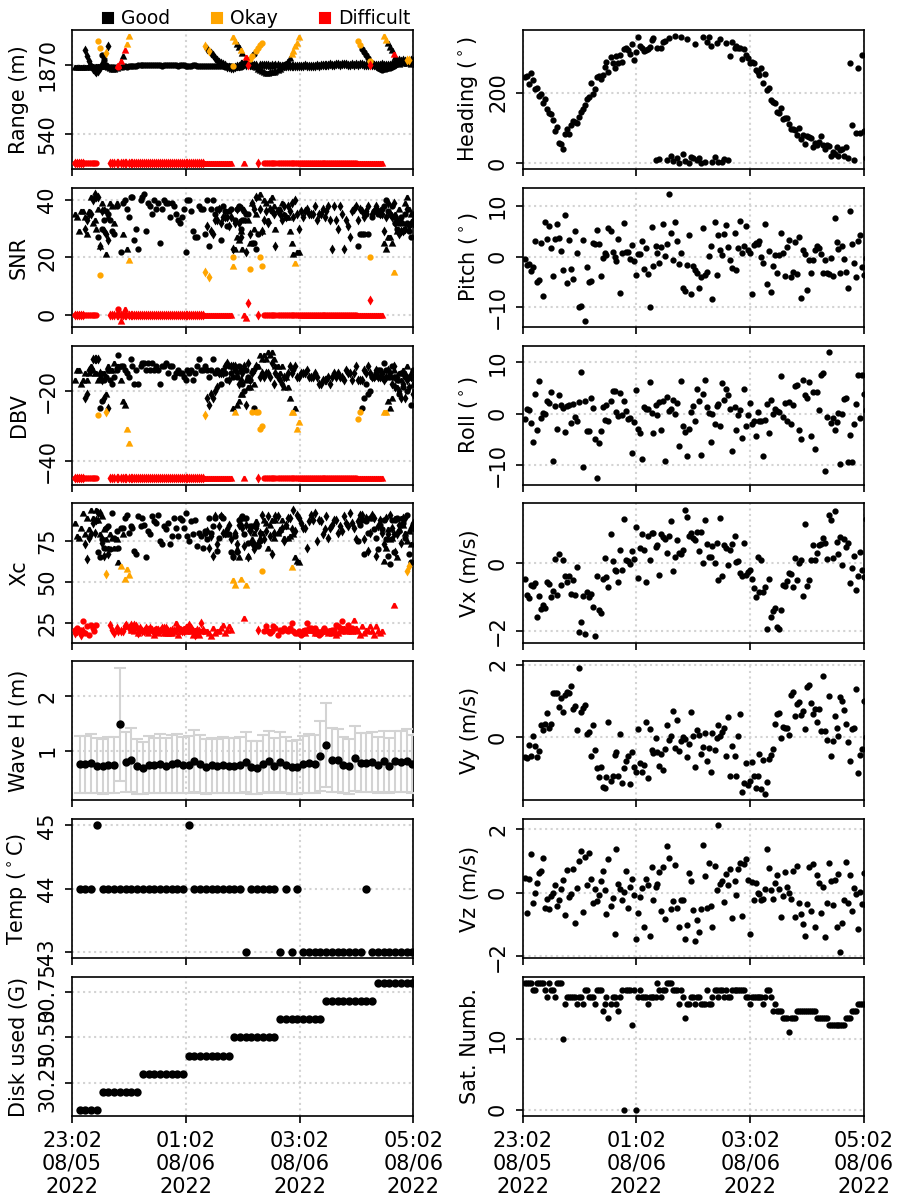 Good Okay Difficult
Range (m)
1870
540
Heading (°)
200
0
SNR
40
20
0
Pitch (°)
10
0
−10
DBV
−20
−40
Roll (°)
10
0
−10
Xc
75
50
25
Vx (m/s)
0
−2
Wave H (m)
2
1
Vy (m/s)
2
0
Temp (°C)
45
44
43
Vz (m/s)
2
0
−2
Disk used (G)
30.75
30.50
30.25
Sat. Numb.
10
0
23:02 01:02 03:02 05:02
08/05 08/06 08/06 08/06
2022 2022 2022 2022
23:02 01:02 03:02 05:02
08/05 08/06 08/06 08/06
2022 2022 2022 2022